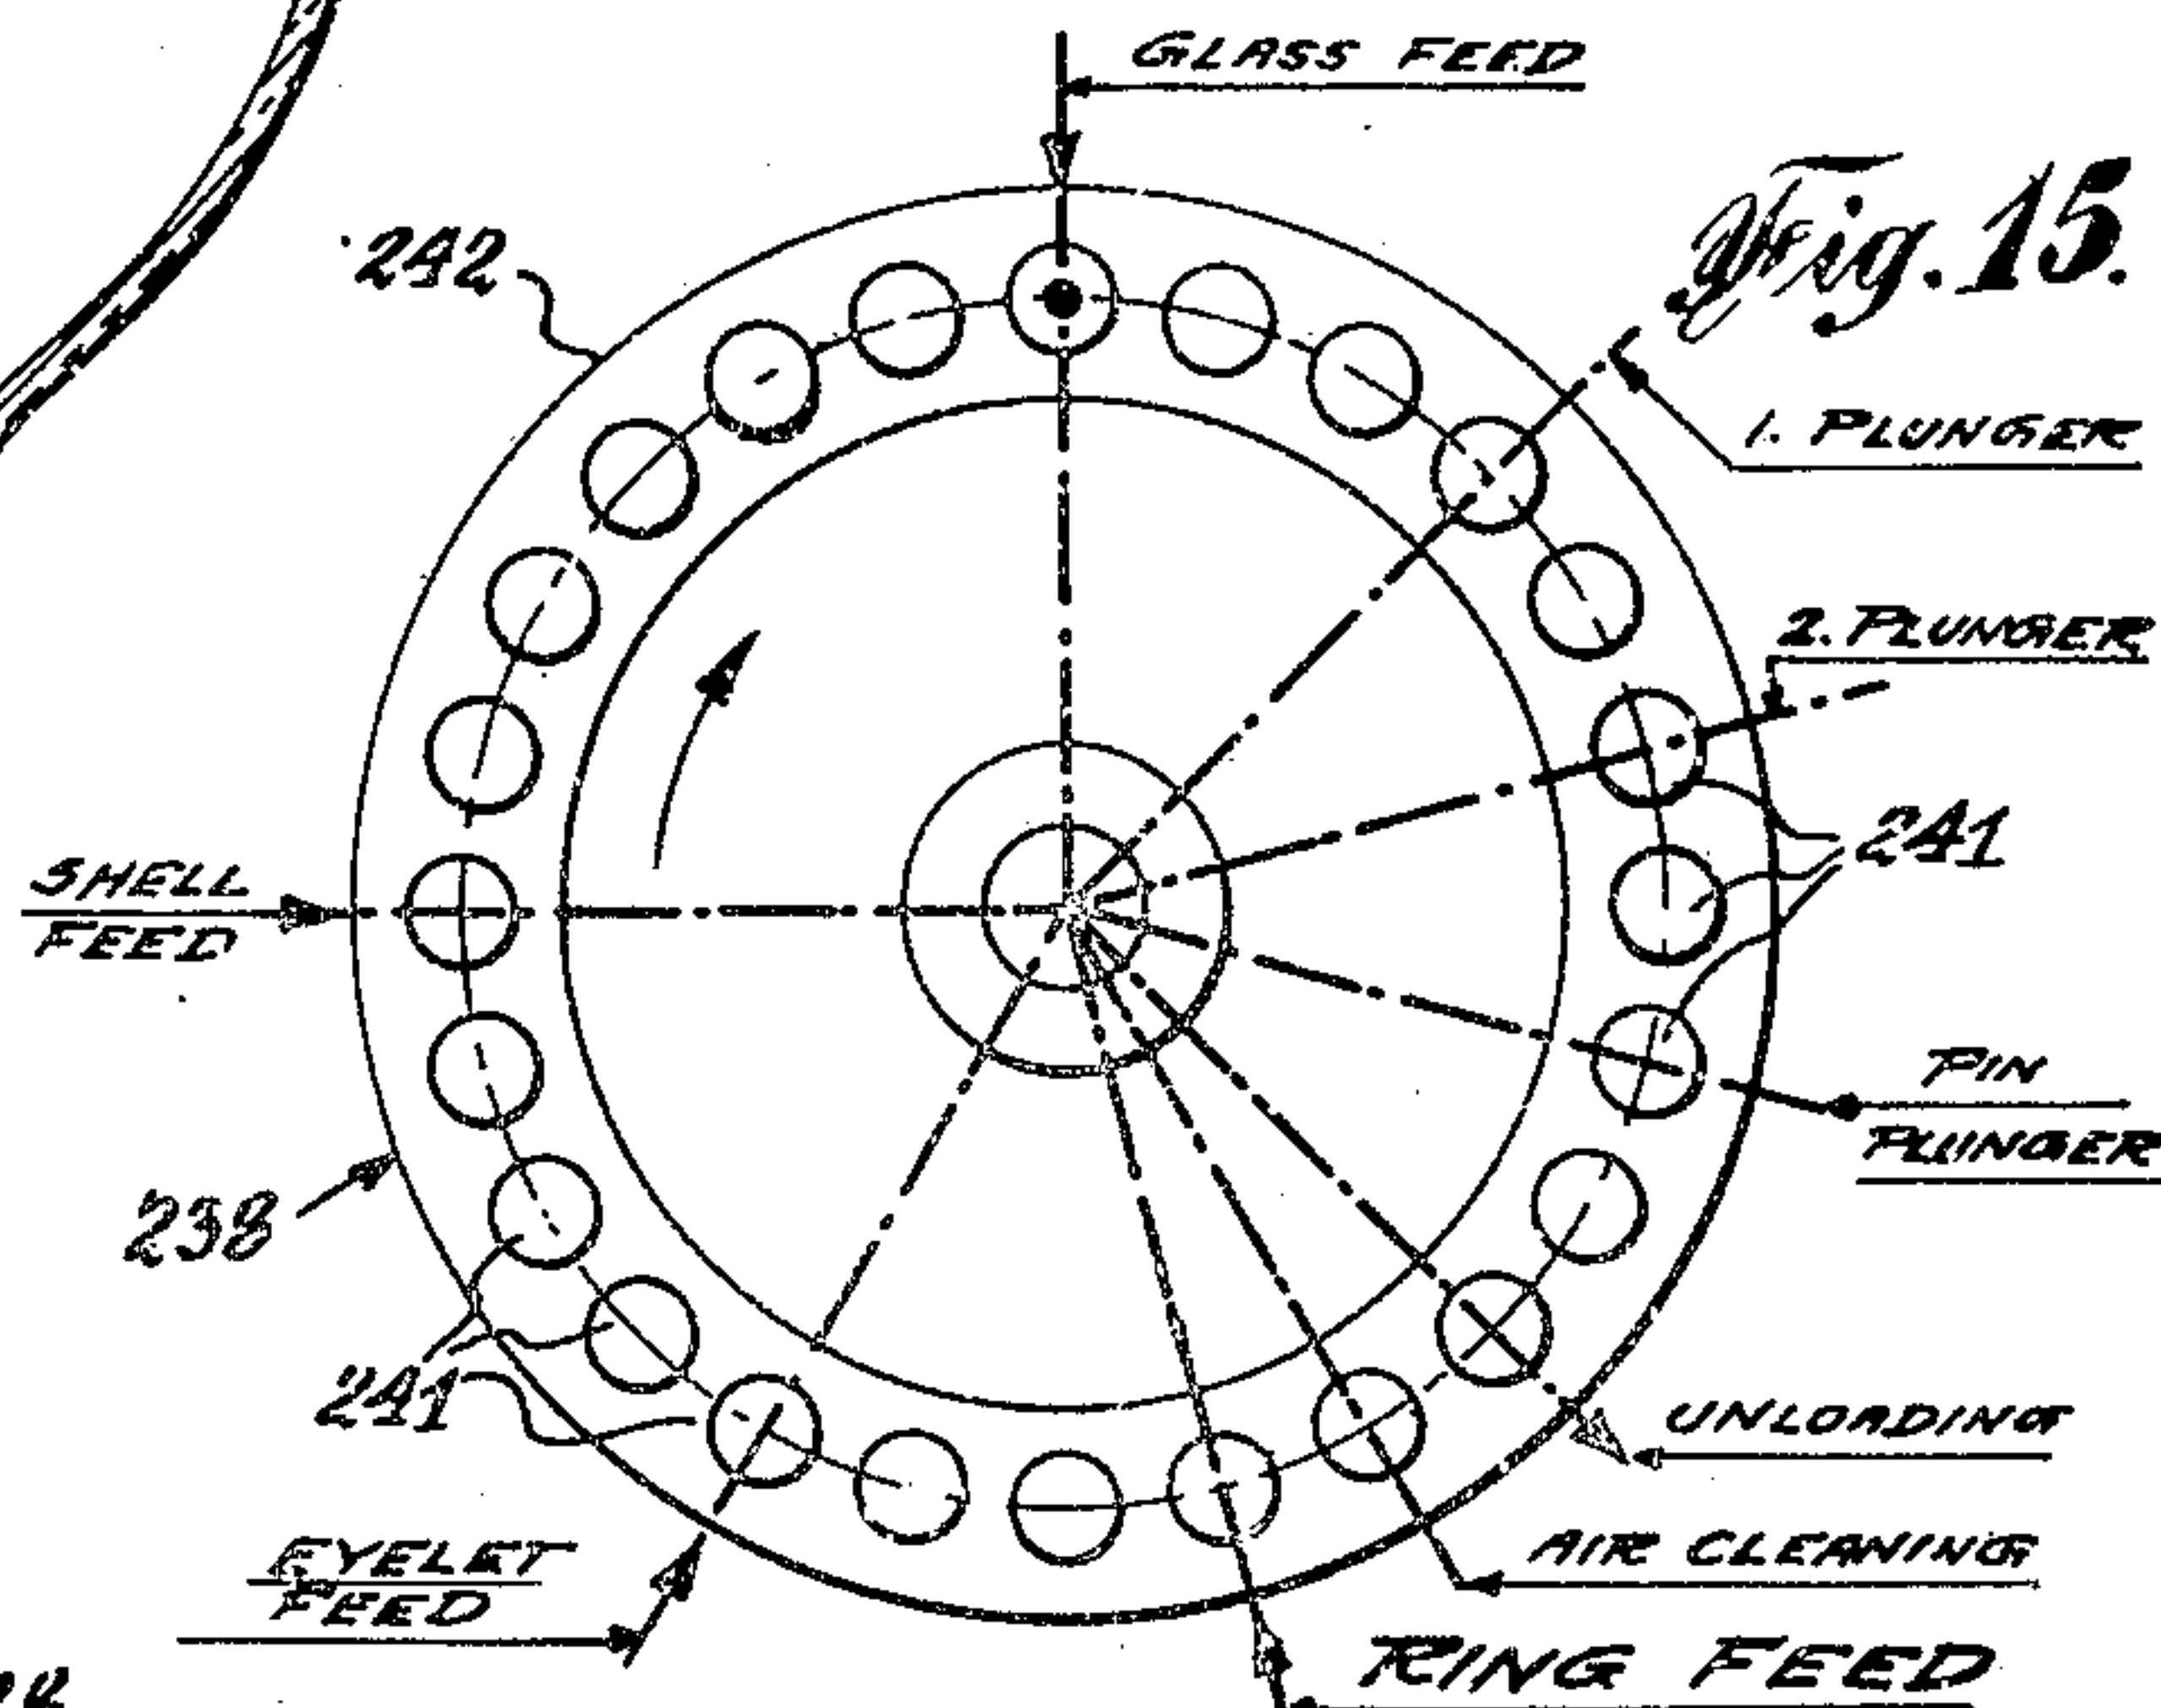 GLASS FEED
Fig. 15.
242
1. PLUNGER
2. PLUNGER
241
SHELL
FEED
PIN
PLUNGER
238
241
UNLOADING
EYELET
FEED
AIR CLEANING
RING FEED